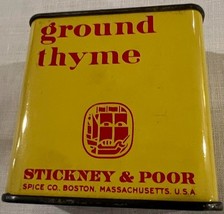 ground
thyme
STICKNEY & POOR
SPICE CO. BOSTON. MASSACHUSETTS. U.S.A